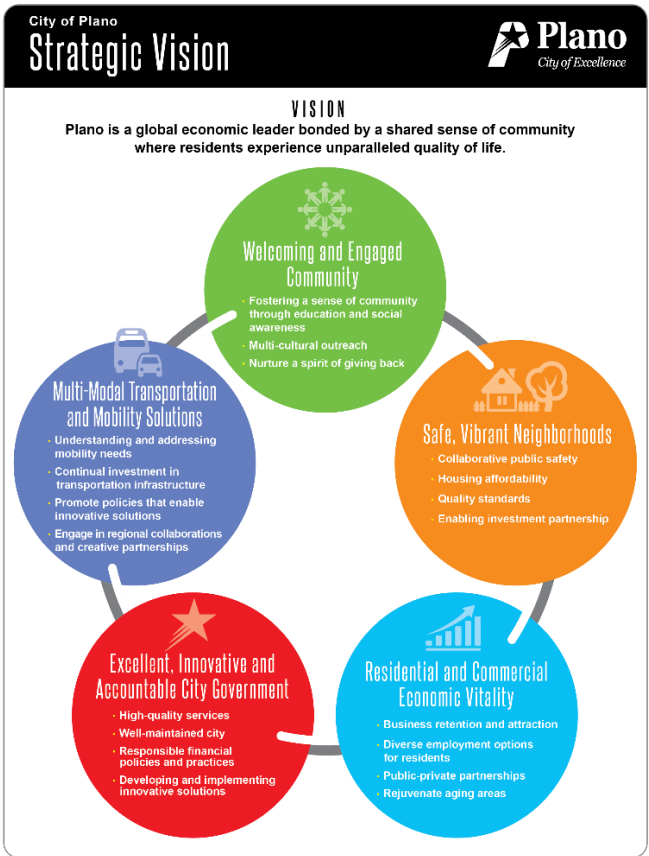 City of Plano
Strategic Vision
Plano
City of Excellence
VISION
Plano is a global economic leader bonded by a shared sense of community
where residents experience unparalleled quality of life.
Welcoming and Engaged
Community
· Fostering a sense of community
through education and social
awareness
· Multi-cultural outreach
· Nurture a spirit of giving back
Multi-Modal Transportation
and Mobility Solutions
· Understanding and addressing
mobility needs
· Continual investment in
transportation infrastructure
· Promote policies that enable
innovative solutions
· Engage in regional collaborations
and creative partnerships
Safe, Vibrant Neighborhoods
· Collaborative public safety
· Housing affordability
· Quality standards
· Enabling investment partnership
Excellent, Innovative and
Accountable City Government
· High-quality services
· Well-maintained city
· Responsible financial
policies and practices
· Developing and implementing
innovative solutions
Residential and Commercial
Economic Vitality
· Business retention and attraction
· Diverse employment options
for residents
· Public-private partnerships
· Rejuvenate aging areas